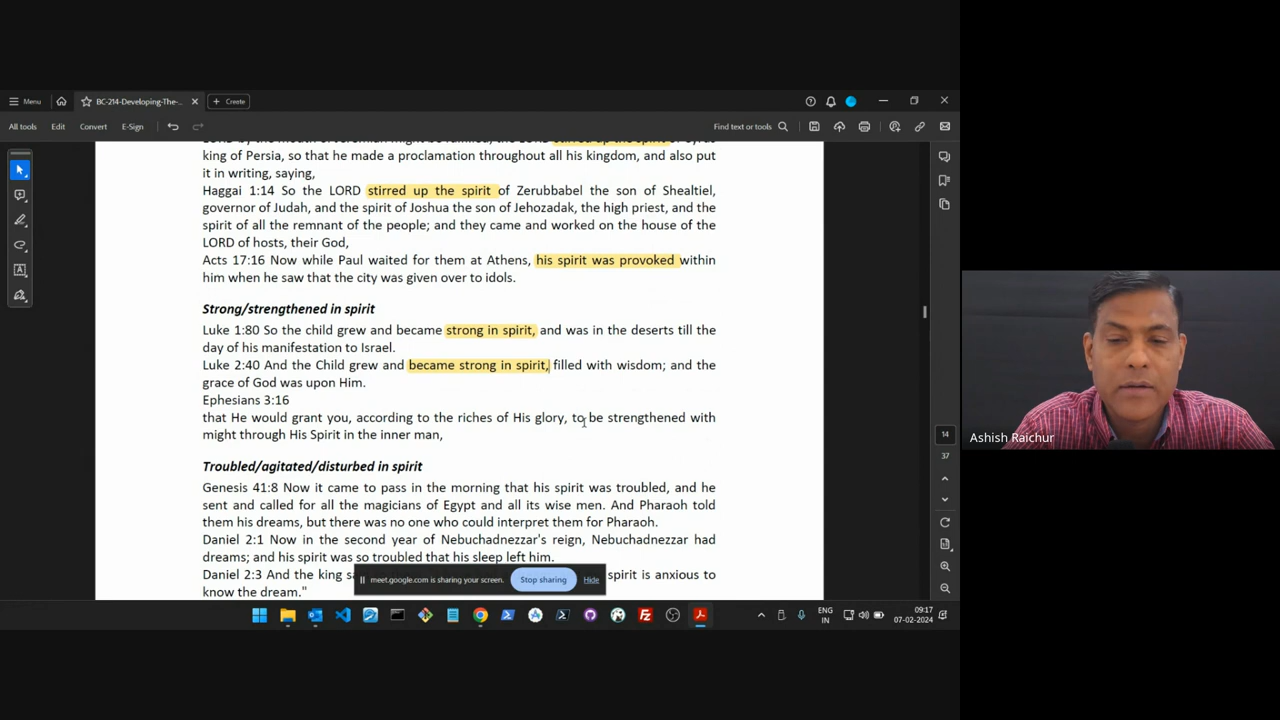 Menu
BC-214-Developing-The-...
Create
All tools
Edit
Convert
E-Sign
Find text or tools
king of Persia, so that he made a proclamation throughout all his kingdom, and also put
it in writing, saying,
Haggai 1:14 So the LORD stirred up the spirit of Zerubbabel the son of Shealtiel,
governor of Judah, and the spirit of Joshua the son of Jehozadak, the high priest, and the
spirit of all the remnant of the people; and they came and worked on the house of the
LORD of hosts, their God,
Acts 17:16 Now while Paul waited for them at Athens, his spirit was provoked within
him when he saw that the city was given over to idols.
Strong/strengthened in spirit
Luke 1:80 So the child grew and became strong in spirit, and was in the deserts till the
day of his manifestation to Israel.
Luke 2:40 And the Child grew and became strong in spirit, filled with wisdom; and the
grace of God was upon Him.
Ephesians 3:16
that He would grant you, according to the riches of His glory, to be strengthened with
might through His Spirit in the inner man,
Troubled/agitated/disturbed in spirit
Genesis 41:8 Now it came to pass in the morning that his spirit was troubled, and he
sent and called for all the magicians of Egypt and all its wise men. And Pharaoh told
them his dreams, but there was no one who could interpret them for Pharaoh.
Daniel 2:1 Now in the second year of Nebuchadnezzar's reign, Nebuchadnezzar had
dreams; and his spirit was so troubled that his sleep left him.
Daniel 2:3 And the king spirit is anxious to
know the dream."
meet.google.com is sharing your screen.
Stop sharing
Hide
14
37
ENG
IN
09:17
07-02-2024
Ashish Raichur